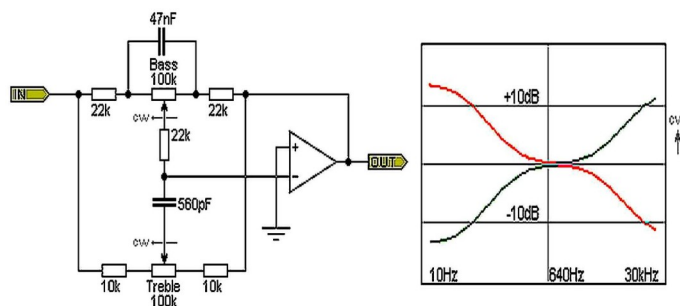 47nF
Bass
100k
IN
22k
22k
CW
22k
+
-
OUT
560pF
CW
10k
Treble
100k
10k
+10dB
CW
-10dB
10Hz
640Hz
30kHz